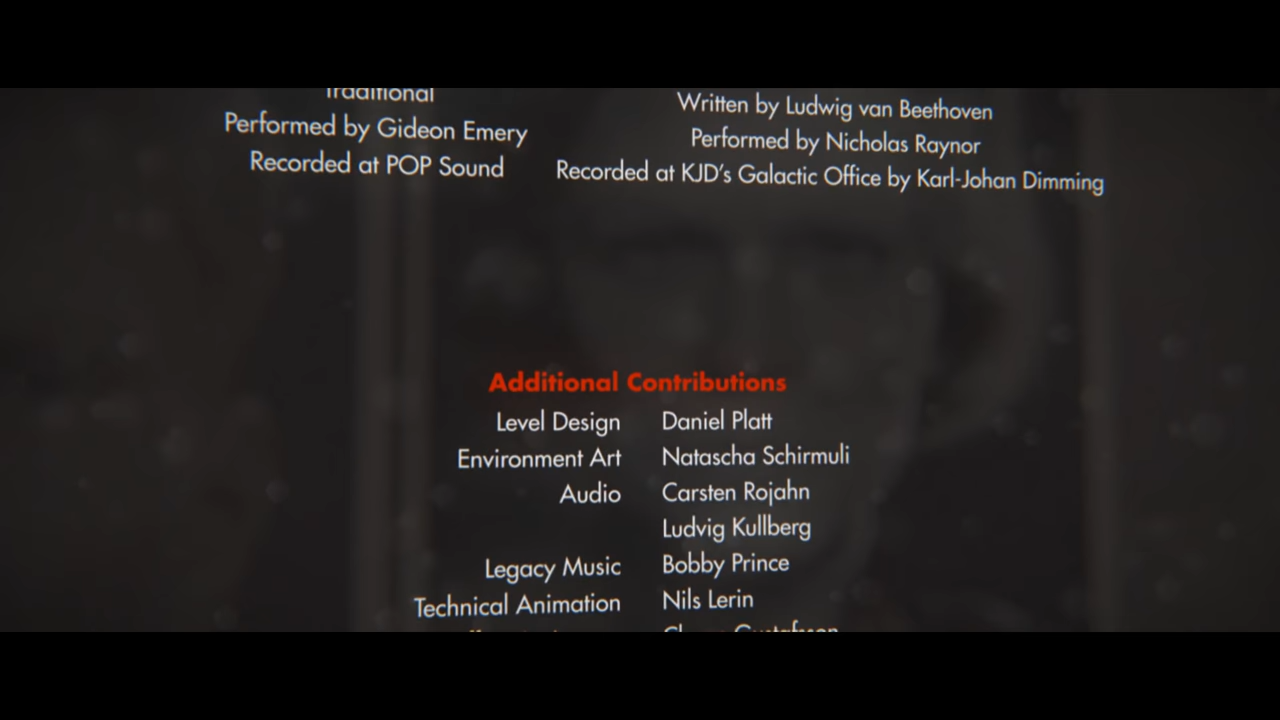 Traditional
Performed by Gideon Emery
Recorded at POP Sound
Written by Ludwig van Beethoven
Performed by Nicholas Raynor
Recorded at KJD's Galactic Office by Karl-Johan Dimming
Additional Contributions
Level Design Daniel Platt
Environment Art Natascha Schirmuli
Audio Carsten Rojahn
Ludvig Kullberg
Legacy Music Bobby Prince
Technical Animation Nils Lerin
Gustafsson